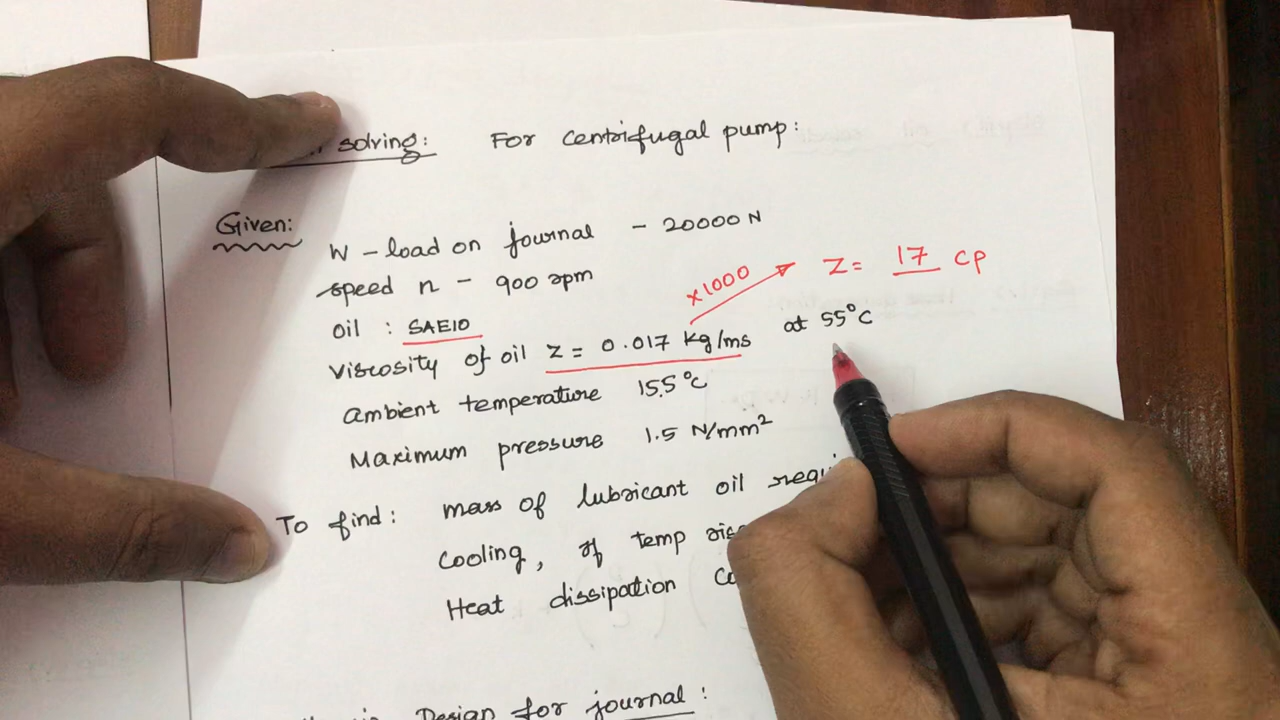 solving: For centrifugal pump:
Given:
W - load on journal - 20000 N
speed n - 900 rpm
×1000
Z = 17 cp
oil : SAE10
viscosity of oil Z = 0.017 kg/ms at 55°C
Ambient temperature 15.5°C
Maximum pressure 1.5 N/mm²
To find: mass of lubricant oil
cooling, if temp
Heat dissipation
Design for journal: